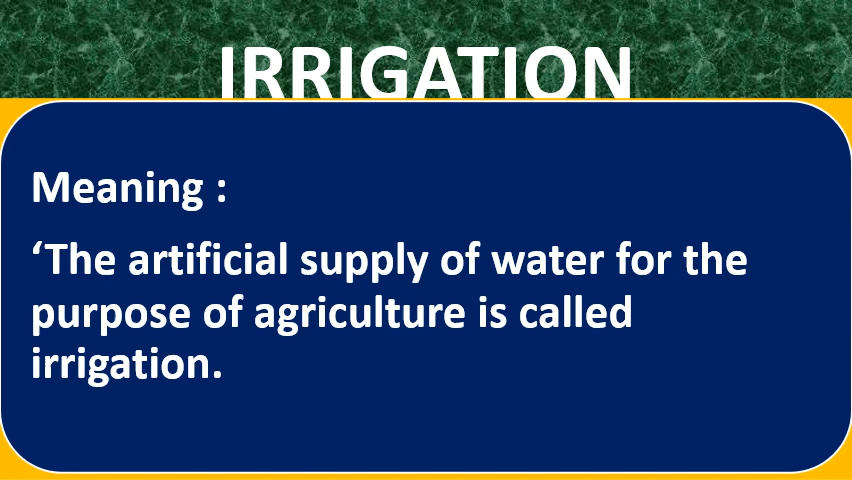 IRRIGATION
Meaning :
‘The artificial supply of water for the
purpose of agriculture is called
irrigation.